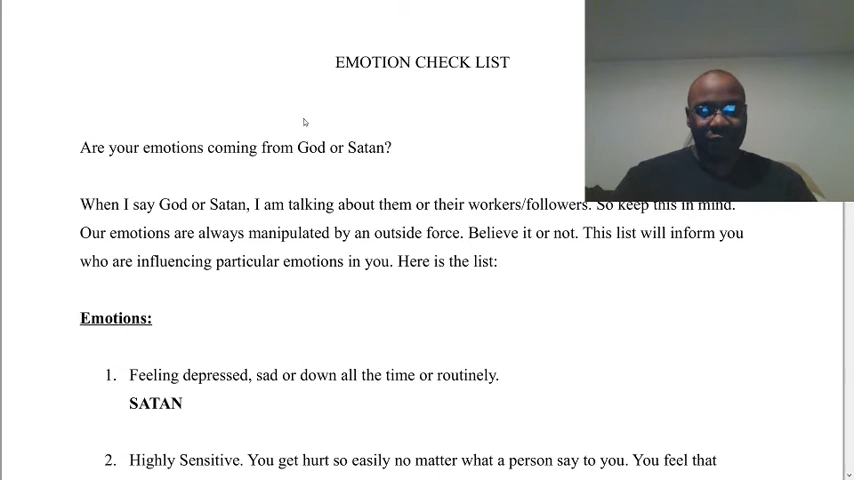 EMOTION CHECK LIST
Are your emotions coming from God or Satan?
When I say God or Satan, I am talking about them or their workers/followers. So keep this in mind.
Our emotions are always manipulated by an outside force. Believe it or not. This list will inform you
who are influencing particular emotions in you. Here is the list:
Emotions:
1. Feeling depressed, sad or down all the time or routinely.
SATAN
2. Highly Sensitive. You get hurt so easily no matter what a person say to you. You feel that